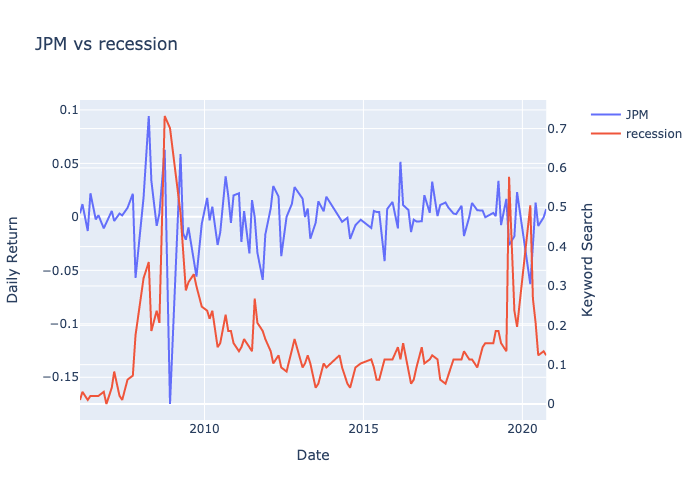 JPM vs recession
JPM
recession
0.1
0.05
0
−0.05
−0.1
−0.15
Daily Return
0.7
0.6
0.5
0.4
0.3
0.2
0.1
0
Keyword Search
2010
2015
2020
Date